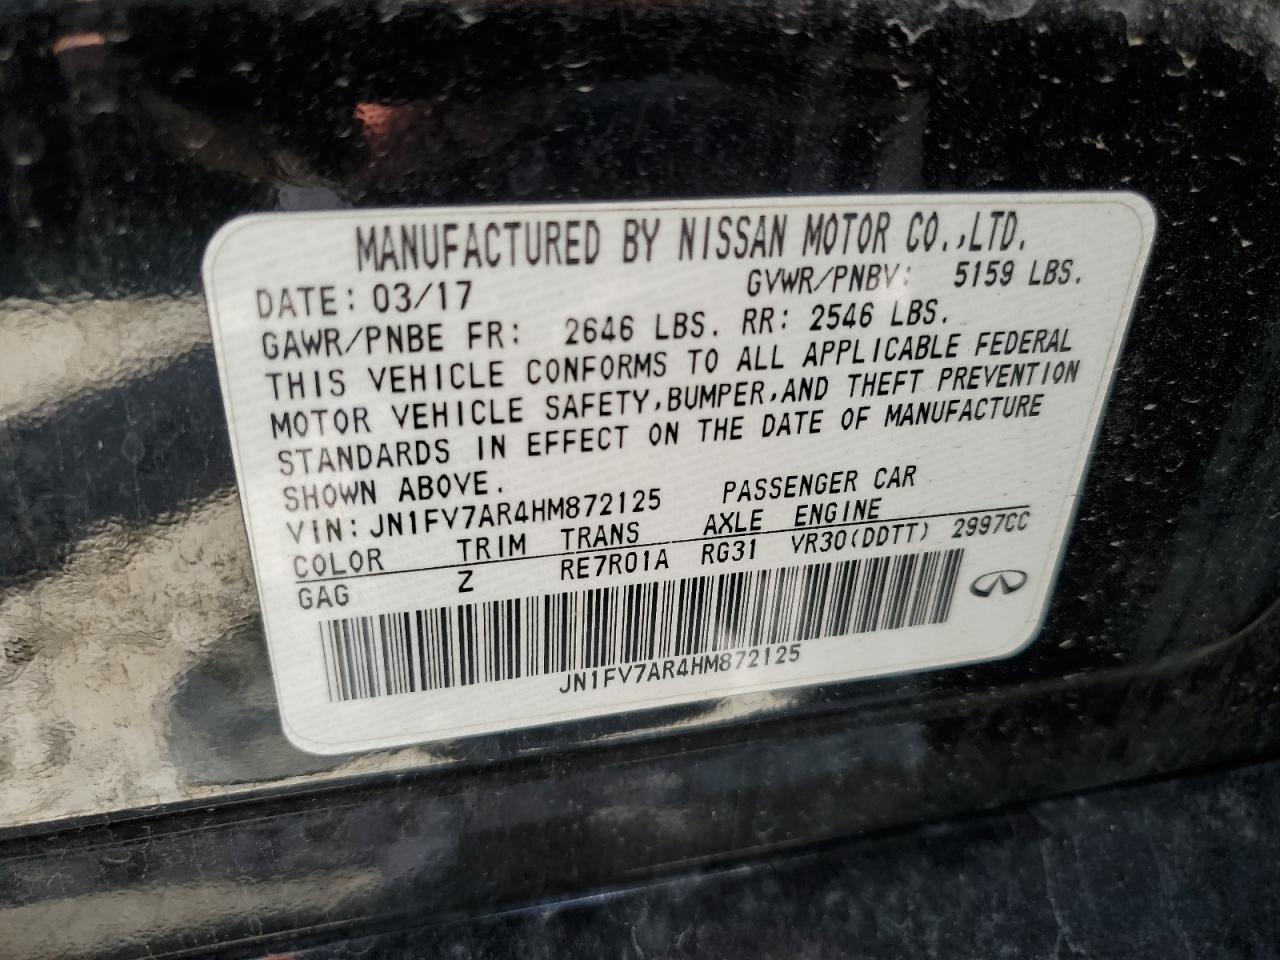 MANUFACTURED BY NISSAN MOTOR CO.,LTD.
DATE: 03/17 GVWR/PNBV: 5159 LBS.
GAWR/PNBE FR: 2646 LBS. RR: 2546 LBS.
THIS VEHICLE CONFORMS TO ALL APPLICABLE FEDERAL
MOTOR VEHICLE SAFETY,BUMPER,AND THEFT PREVENTION
STANDARDS IN EFFECT ON THE DATE OF MANUFACTURE
SHOWN ABOVE.
VIN: JN1FV7AR4HM872125 PASSENGER CAR
COLOR TRIM TRANS AXLE ENGINE
GAG Z RE7R01A RG31 VR30(DDTT) 2997CC
JN1FV7AR4HM872125